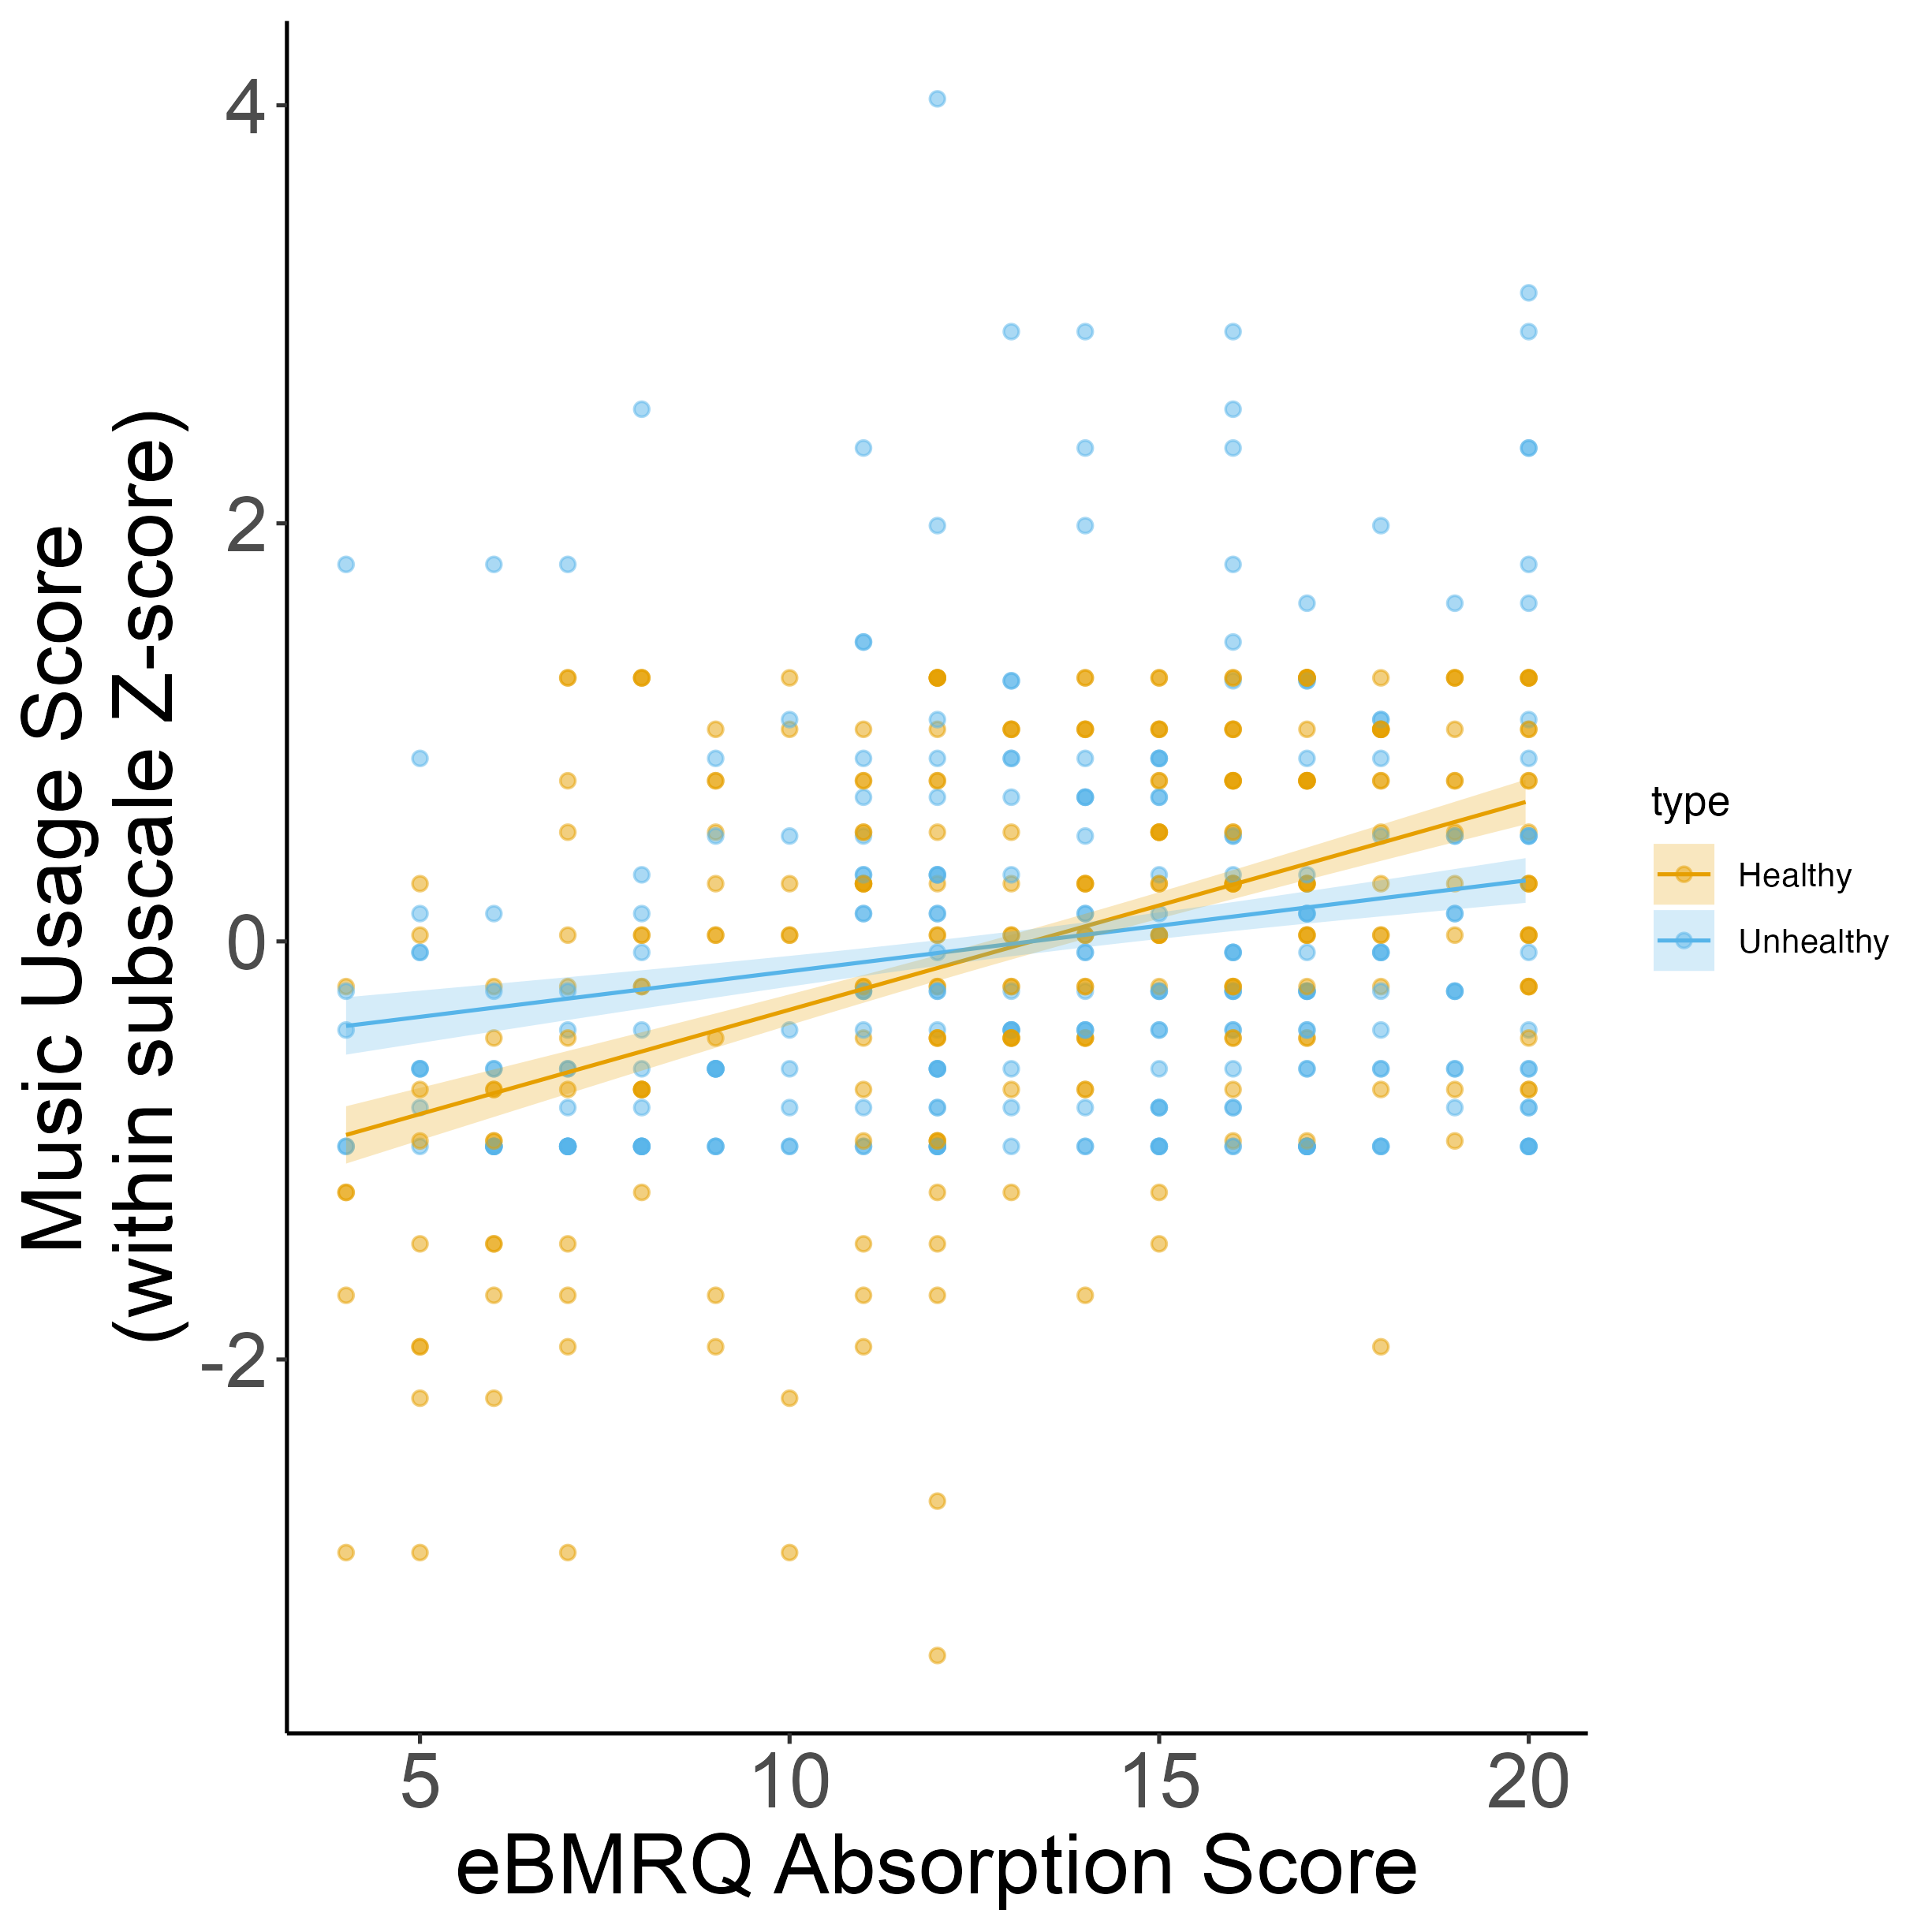 Music Usage Score
(within subscale Z-score)
4
2
0
-2
5 10 15 20
eBMRQ Absorption Score
type
Healthy
Unhealthy